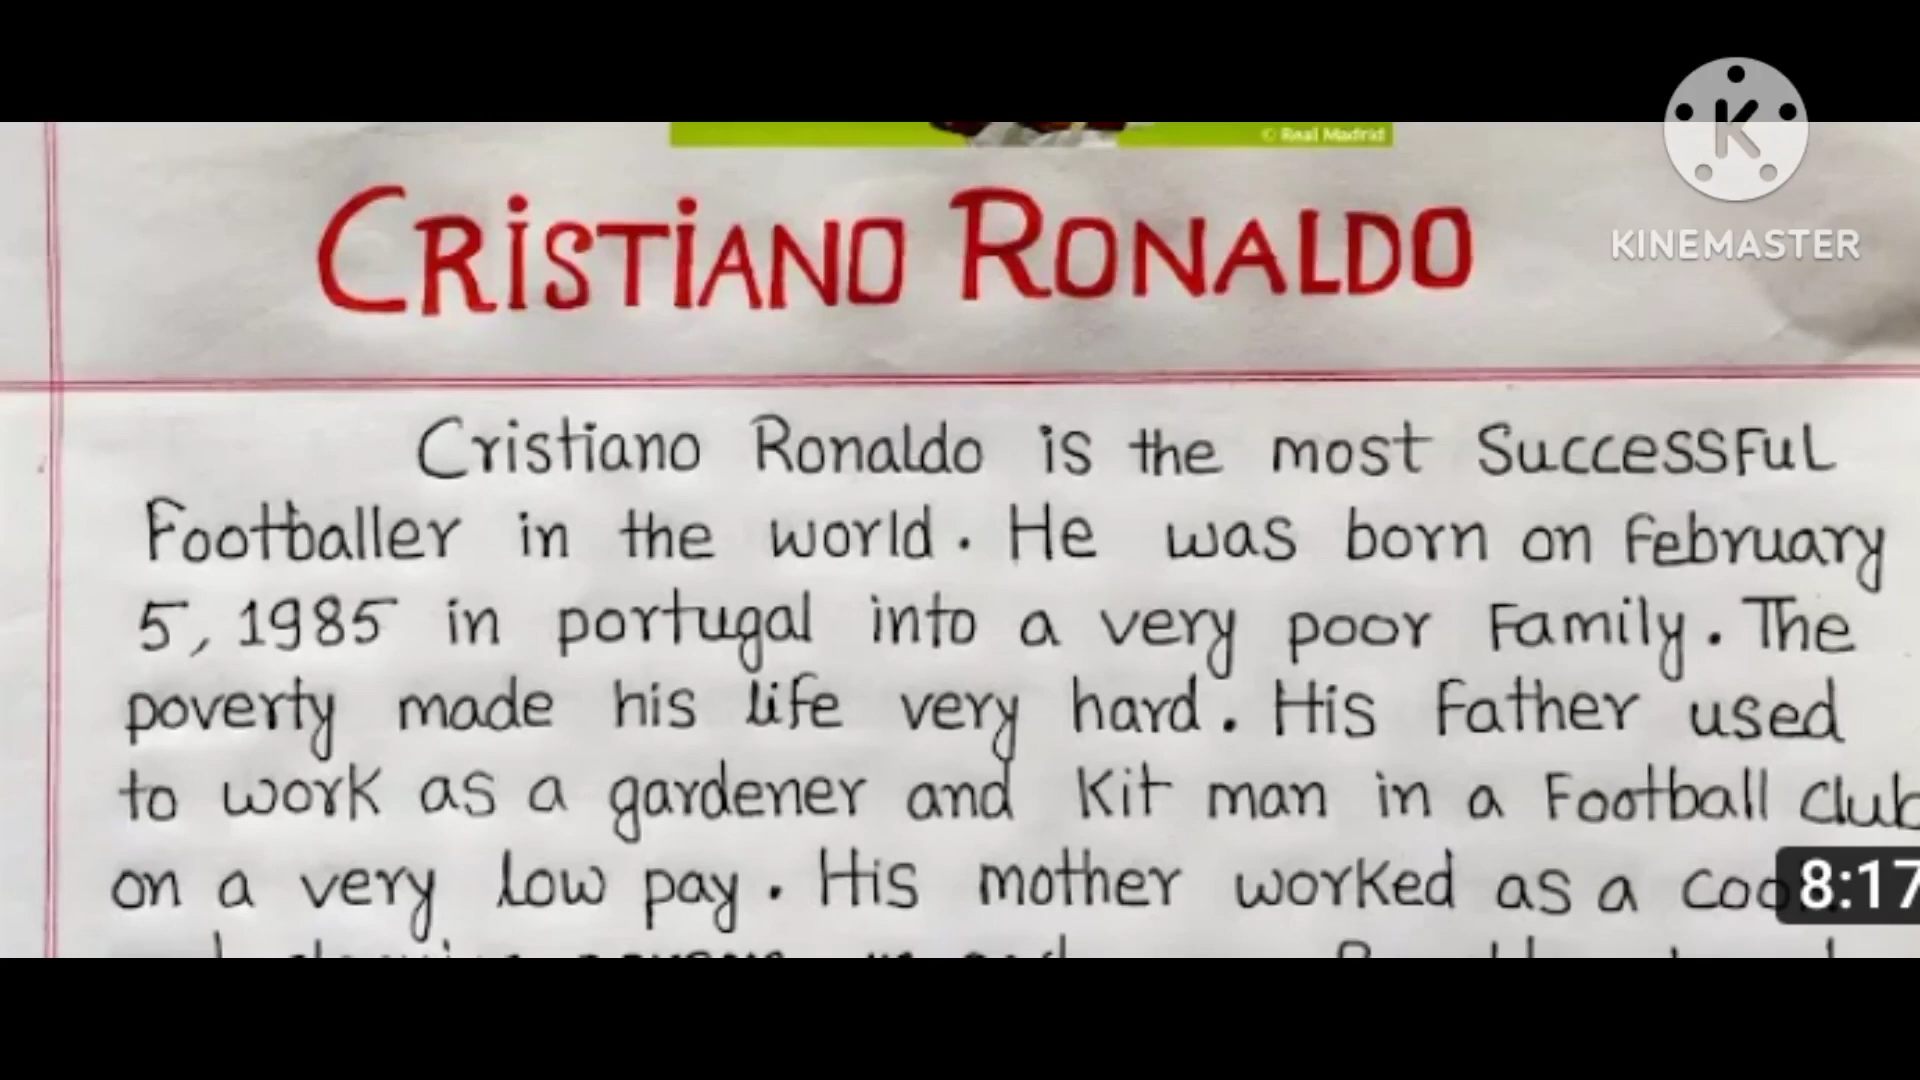 © Real Madrid
K
KINEMASTER
CRISTIANO RONALDO
Cristiano Ronaldo is the most Successful
Footballer in the world. He was born on February
5, 1985 in portugal into a very poor Family. The
poverty made his life very hard. His Father used
to work as a gardener and Kit man in a Football Club
on a very low pay. His mother worked as a
8:17